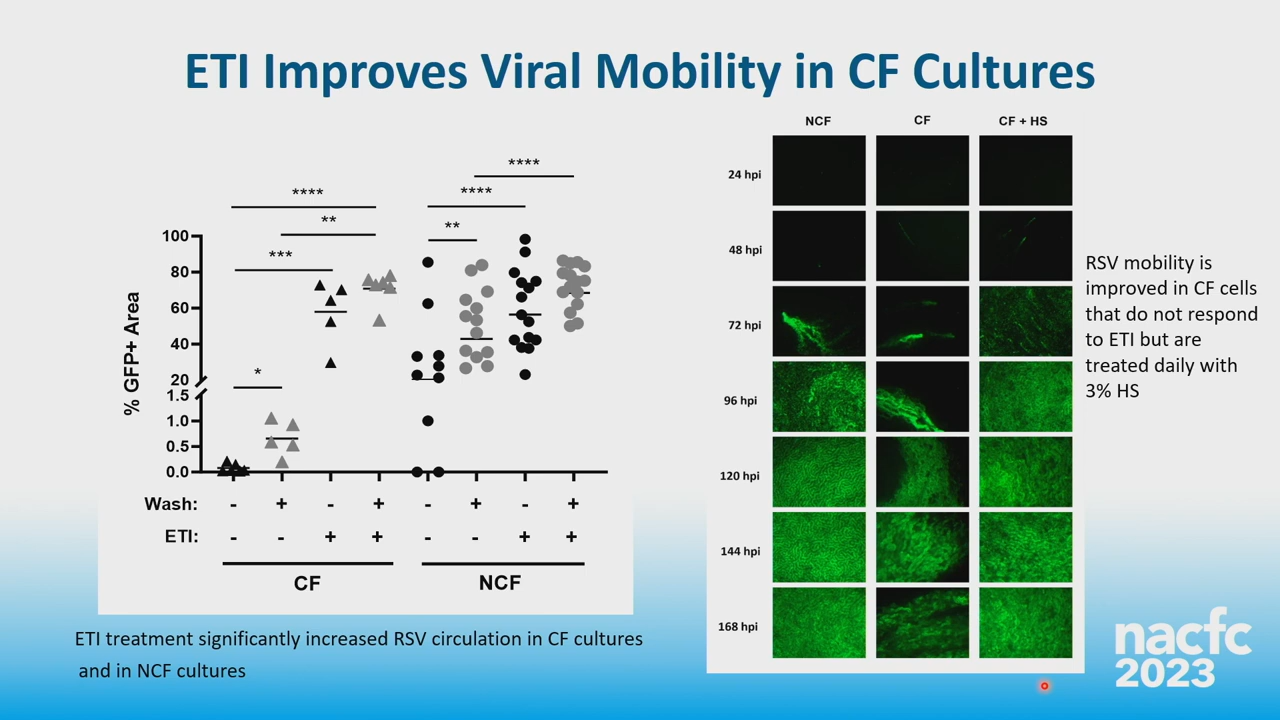 ETI Improves Viral Mobility in CF Cultures
****
****
****
****
**
**
***
*
100
80
60
40
20
1.5
1.0
0.5
0.0
% GFP+ Area
Wash: - + - + - + - +
ETI: - - + + - - + +
CF NCF
ETI treatment significantly increased RSV circulation in CF cultures
and in NCF cultures
NCF CF CF + HS
24 hpi
48 hpi
72 hpi
96 hpi
120 hpi
144 hpi
168 hpi
RSV mobility is
improved in CF cells
that do not respond
to ETI but are
treated daily with
3% HS
nacfc
2023